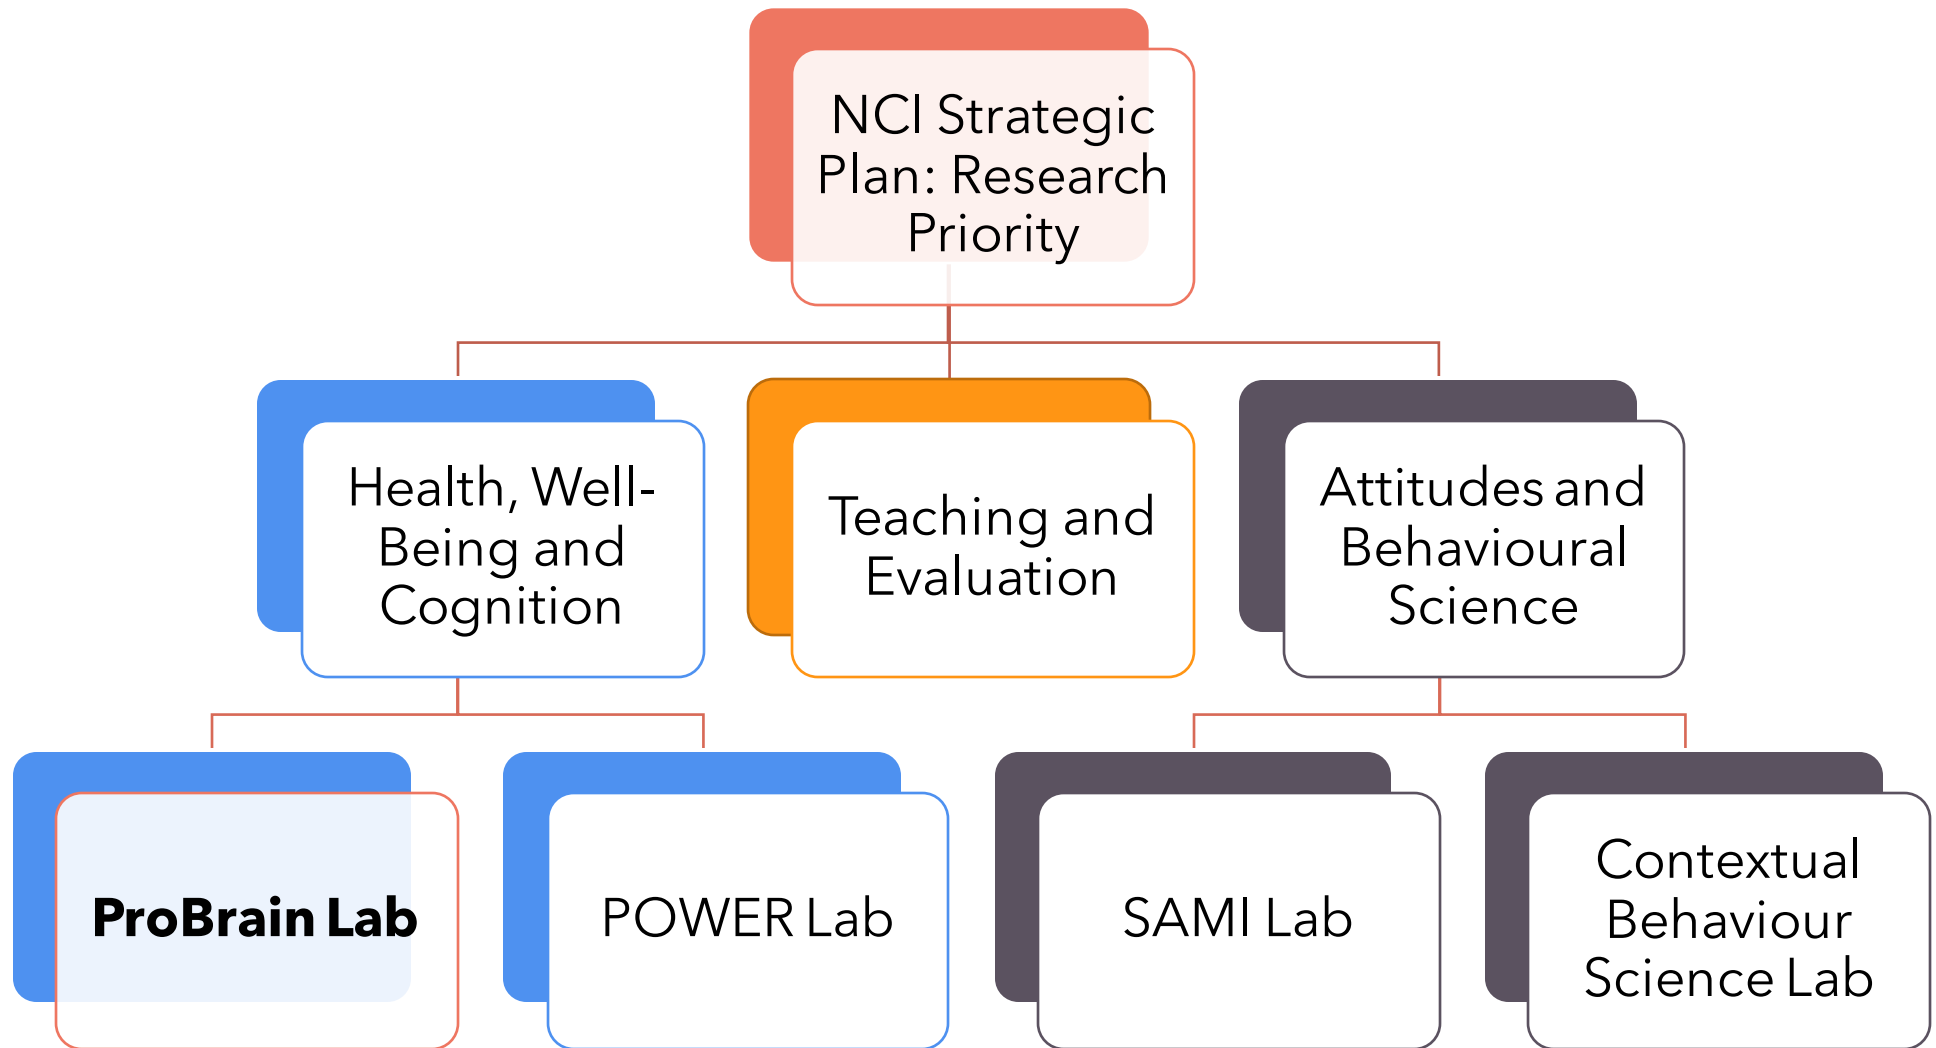 NCI Strategic
Plan: Research
Priority
Health, Well-
Being and
Cognition
Teaching and
Evaluation
Attitudes and
Behavioural
Science
ProBrain Lab
POWER Lab
SAMI Lab
Contextual
Behaviour
Science Lab